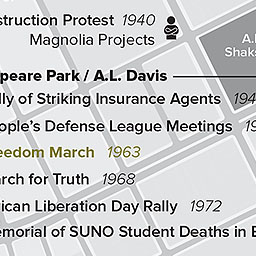 struction Protest 1940
Magnolia Projects
A.
Shaks
peare Park / A.L. Davis
lly of Striking Insurance Agents 194
ople's Defense League Meetings 19
eedom March 1963
arch for Truth 1968
ican Liberation Day Rally 1972
emorial of SUNO Student Deaths in B